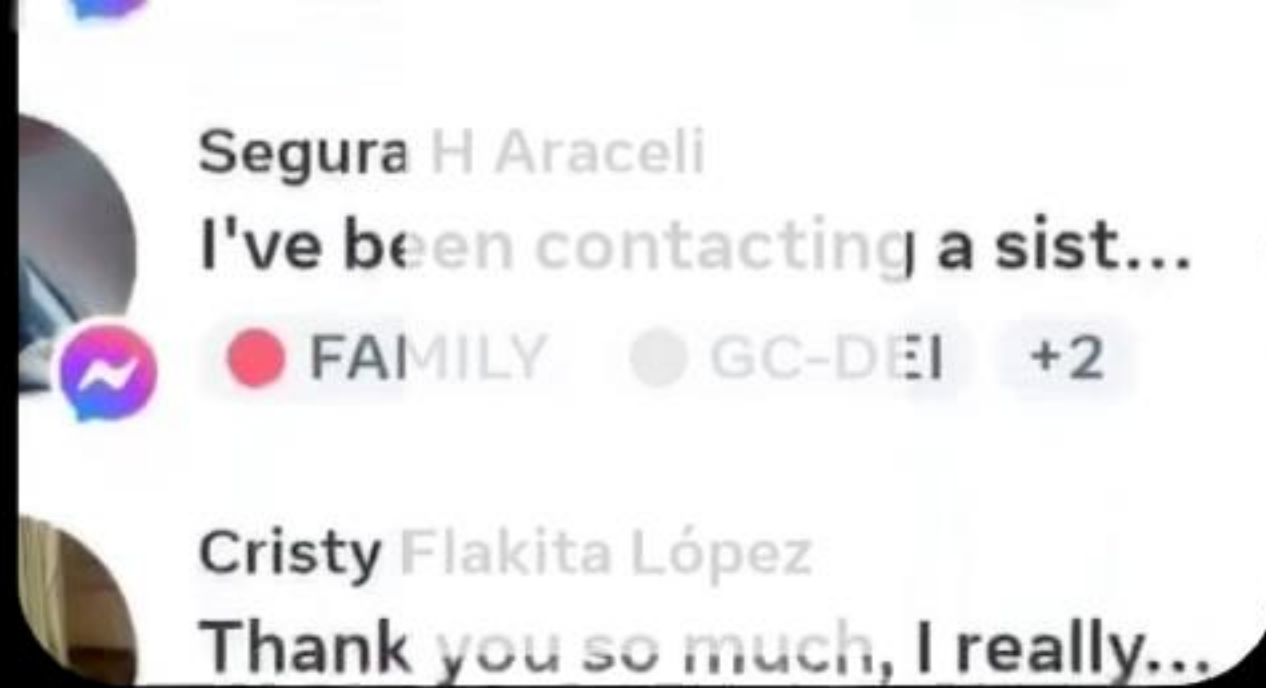 Segura H Araceli
I've been contacting a sist...
FAMILY GC-DEI +2
Cristy Flakita López
Thank you so much, I really...